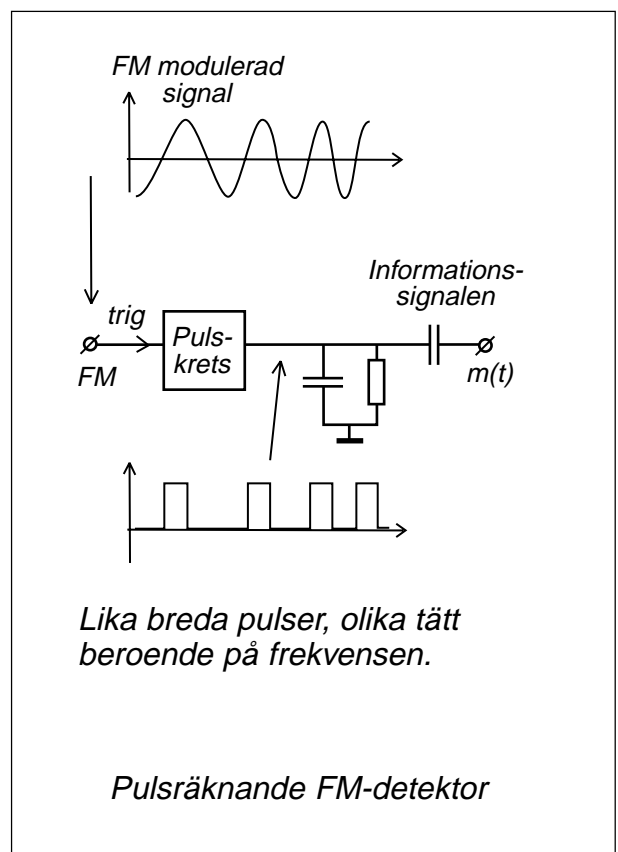 FM modulerad
signal
Informations-
signalen
trig
Puls-
krets
FM
m(t)
Lika breda pulser, olika tätt
beroende på frekvensen.
Pulsräknande FM-detektor